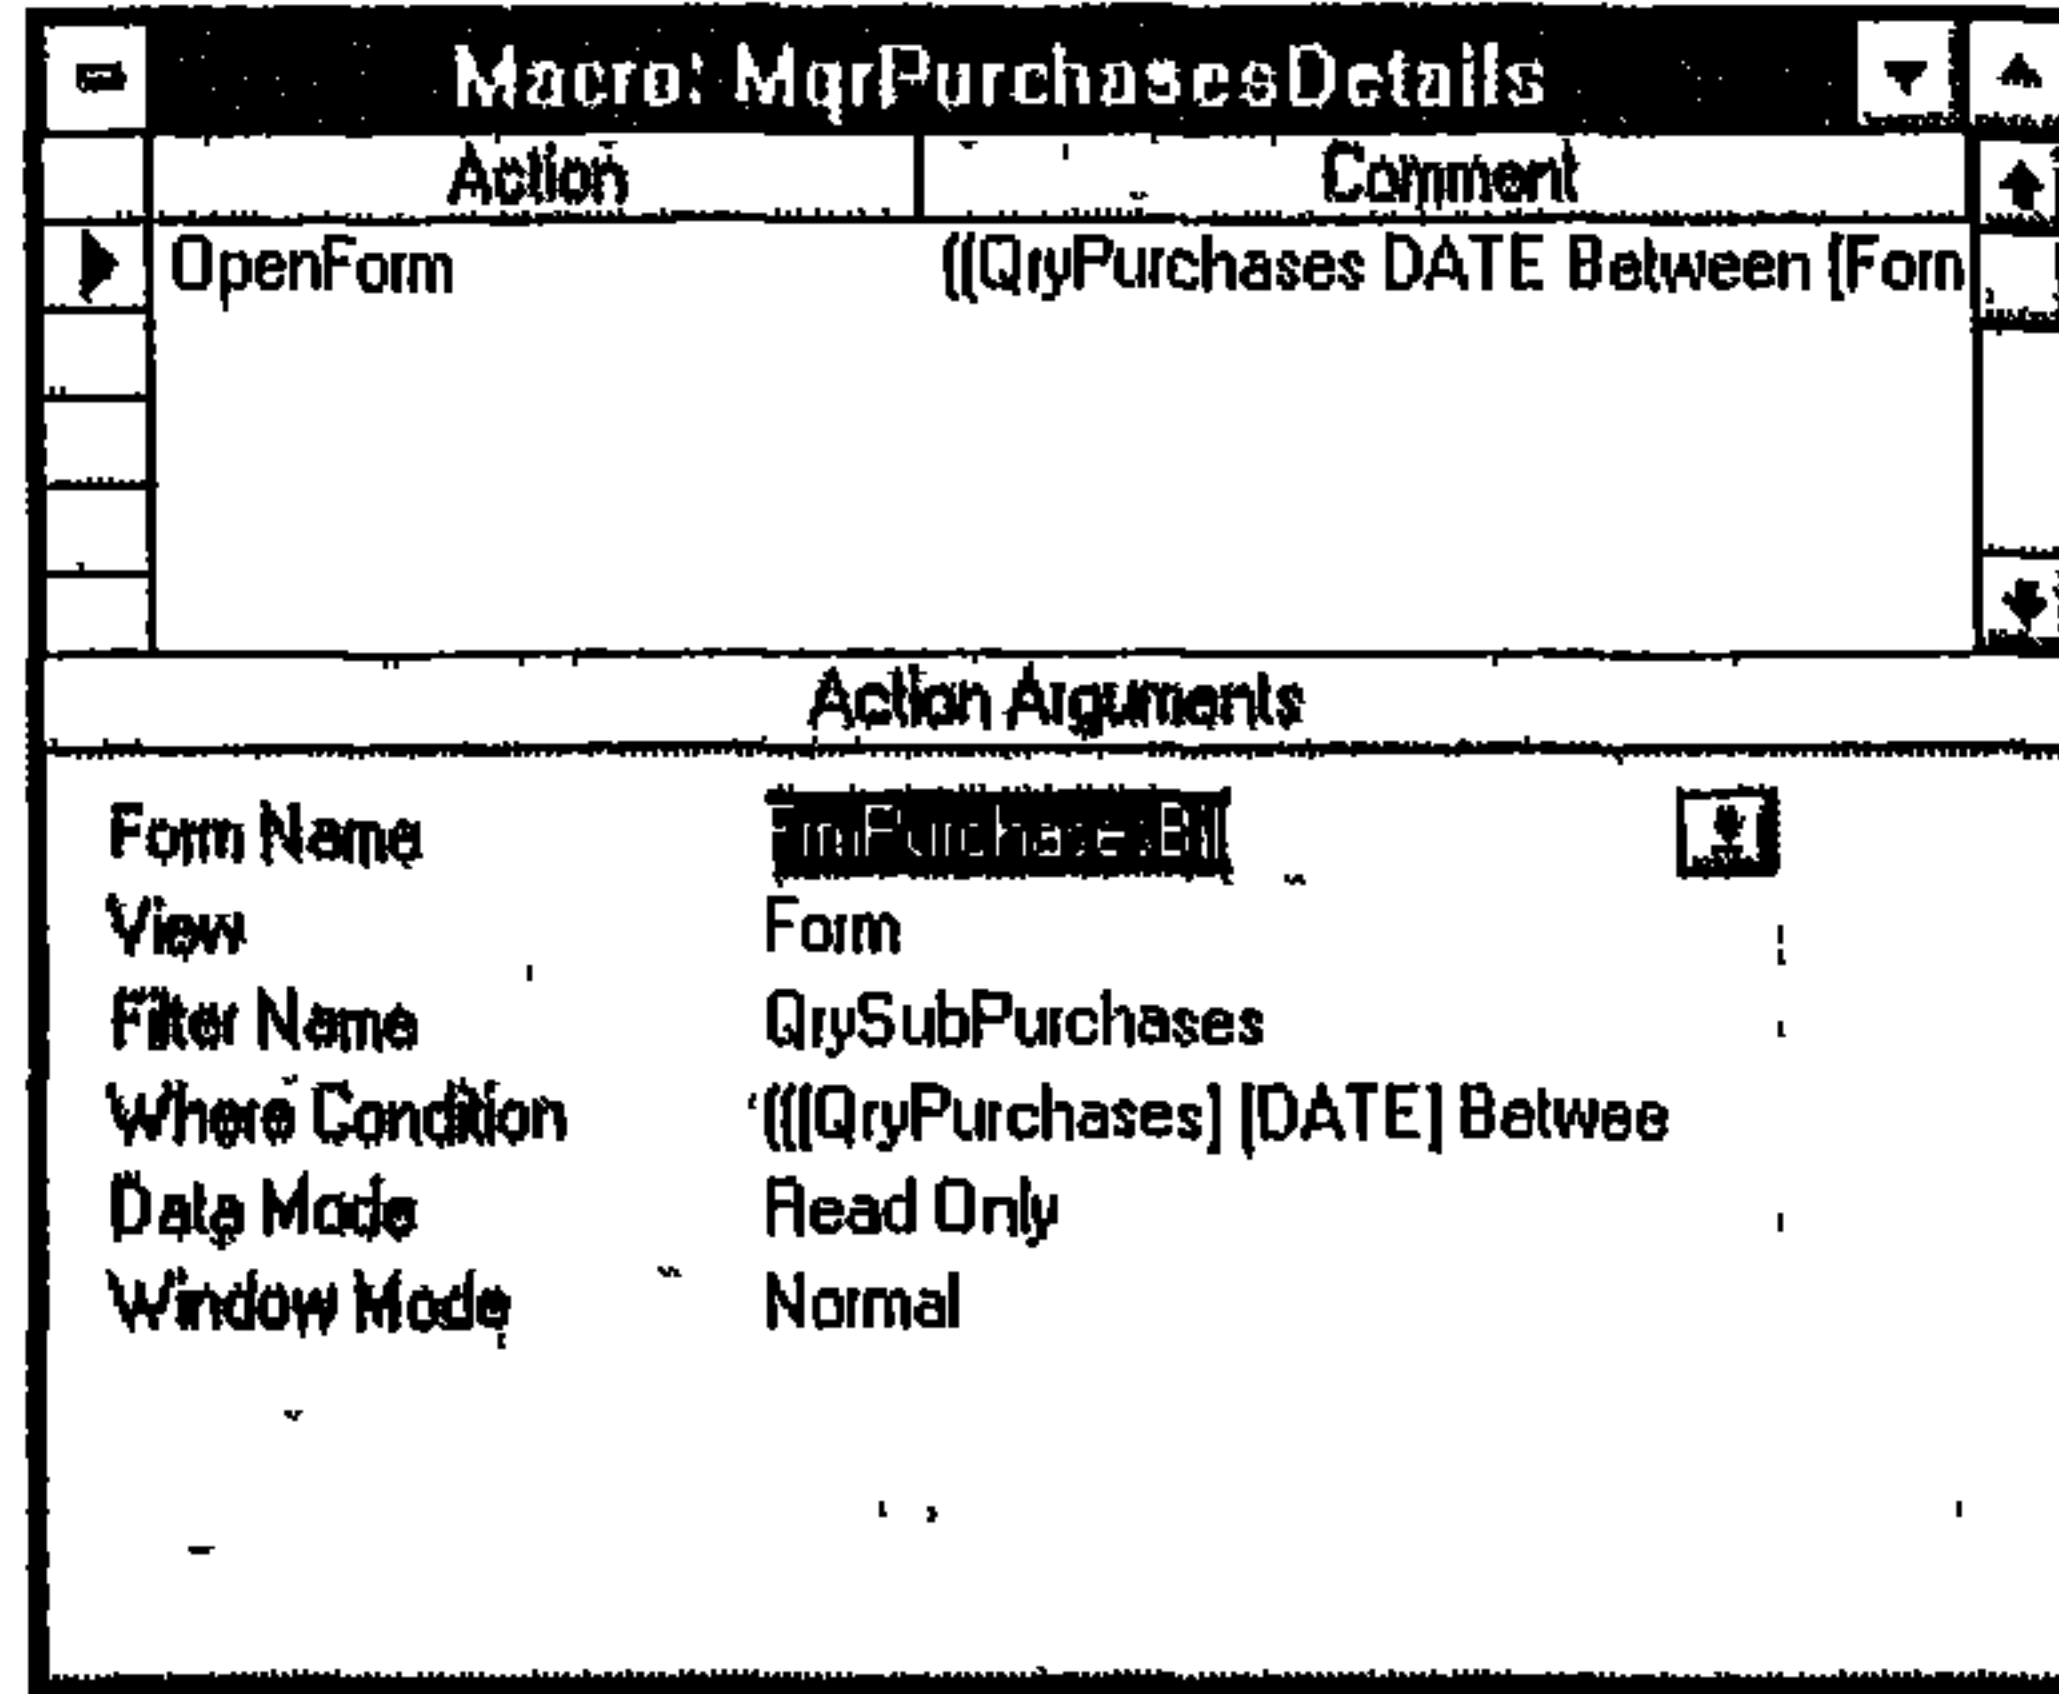 Macro: MqrPurchasesDetails
Action Comment
OpenForm ((QryPurchases DATE Between (Forn
Action Arguments
Form Name
View Form
Filter Name QrySubPurchases
Where Condition (([QryPurchases] [DATE] Betwee
Data Mode Read Only
Window Mode Normal